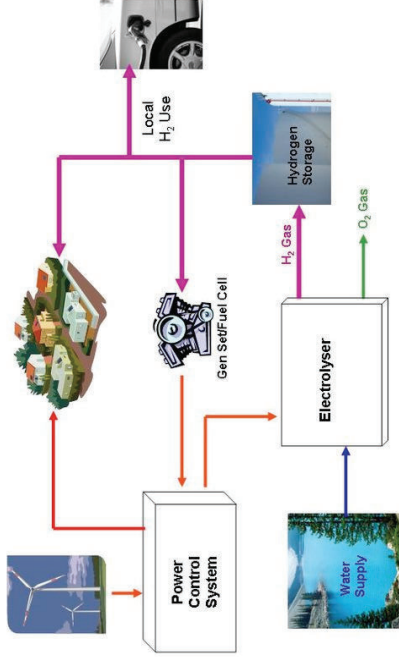 Local
H₂ Use
Gen Set/Fuel Cell
Power
Control
System
Hydrogen
Storage
H₂ Gas
O₂ Gas
Electrolyser
Water
Supply